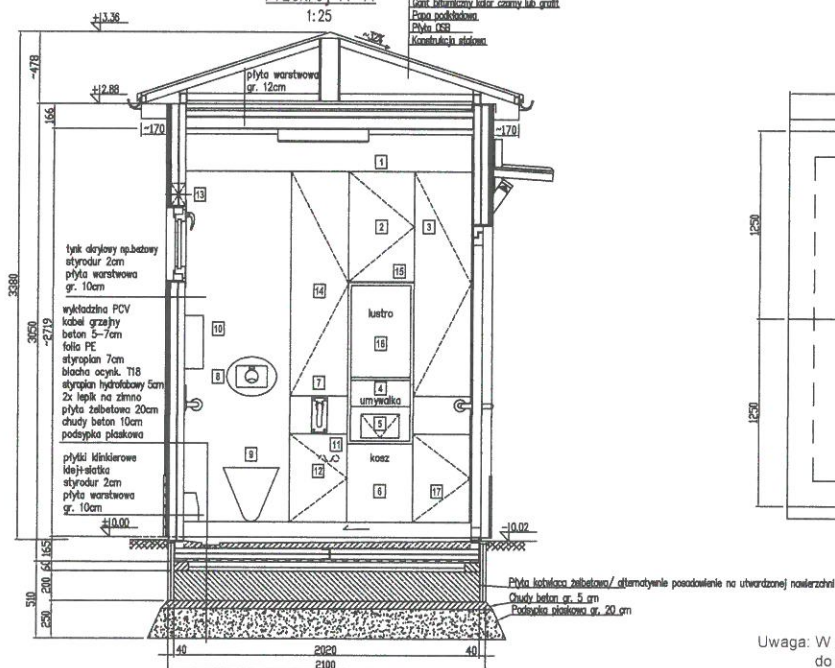 1:25
Gont bitumiczny kolor czarny lub grafit
Papa podkładowa
Płyta OSB
Konstrukcja stalowa
+13.36
~478
płyta warstwowa
gr. 12cm
+12.88
166
~170
~170
1
13
2
3
tynk akrylowy np.beżowy
styrodur 2cm
płyta warstwowa
gr. 10cm
15
14
lustro
16
3380
3050
~2719
wykładzina PCV
kabel grzejny
beton 5-7cm
folia PE
styropian 7cm
blacha ocynk. T18
styropian hydrofobowy 5cm
2x lepik na zimno
płyta żelbetowa 20cm
chudy beton 10cm
podsypka piaskowa
10
8
7
4
umywalka
5
11
kosz
9
12
6
17
płytki klinkierowe
klej+siatka
styrodur 2cm
płyta warstwowa
gr. 10cm
±10.00
-10.02
165
60
200
250
510
Płyta kotwiąca żelbetowa/ alternatywnie posadowienie na utwardzonej nawierzchni
Chudy beton gr. 5 cm
Podsypka piaskowa gr. 20 cm
40
2020
40
2100
1250
1250
Uwaga: W
do